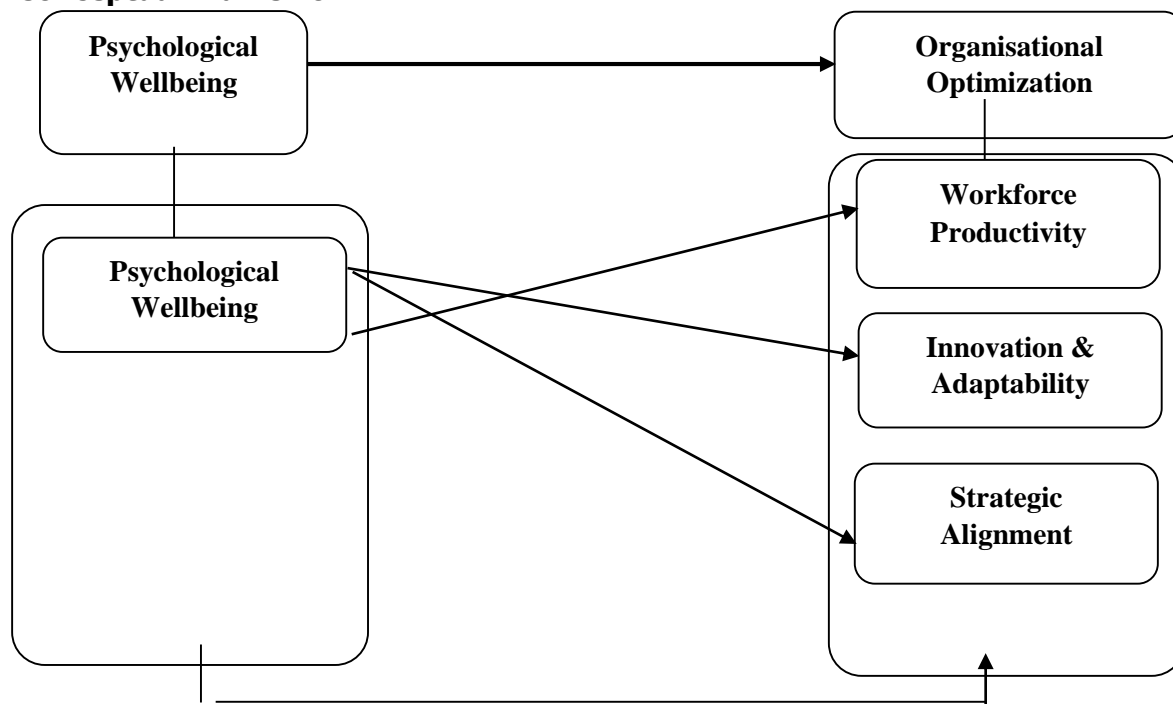 Psychological
Wellbeing
Organisational
Optimization
Workforce
Productivity
Psychological
Wellbeing
Innovation &
Adaptability
Strategic
Alignment